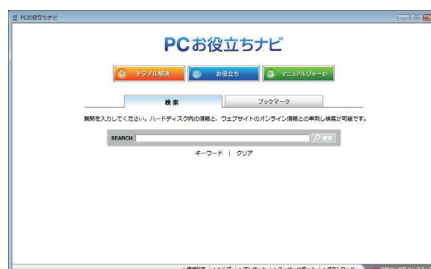 PCお役立ちナビ
PCお役立ちナビ
トラブル解決 お役立ち マニュアルびゅーわ
検索 ブックマーク
質問を入力してください。ハードディスク内の情報と、ウェブサイトのオンライン情報との串刺し検索が可能です。
SEARCH 検索
キーワード | クリア